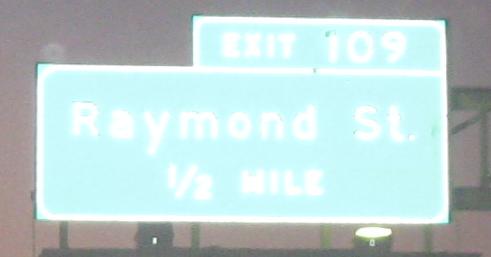 EXIT 109
Raymond St.
1/2 MILE